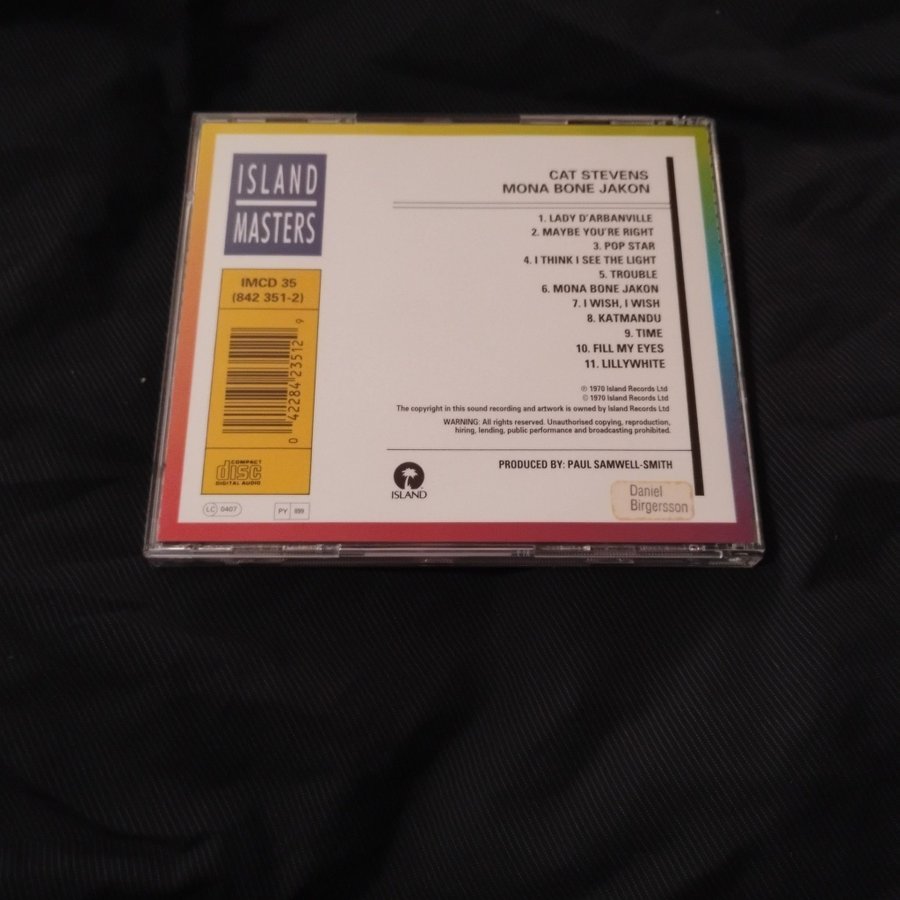 ISLAND
MASTERS
IMCD 35
(842 351-2)
0 42284 23512 9
COMPACT
disc
DIGITAL AUDIO
LC 0407
PY 899
CAT STEVENS
MONA BONE JAKON
1. LADY D'ARBANVILLE
2. MAYBE YOU'RE RIGHT
3. POP STAR
4. I THINK I SEE THE LIGHT
5. TROUBLE
6. MONA BONE JAKON
7. I WISH, I WISH
8. KATMANDU
9. TIME
10. FILL MY EYES
11. LILLYWHITE
℗ 1970 Island Records Ltd
© 1970 Island Records Ltd
The copyright in this sound recording and artwork is owned by Island Records Ltd
WARNING: All rights reserved. Unauthorised copying, reproduction,
hiring, lending, public performance and broadcasting prohibited.
ISLAND
PRODUCED BY: PAUL SAMWELL-SMITH
Daniel
Birgersson